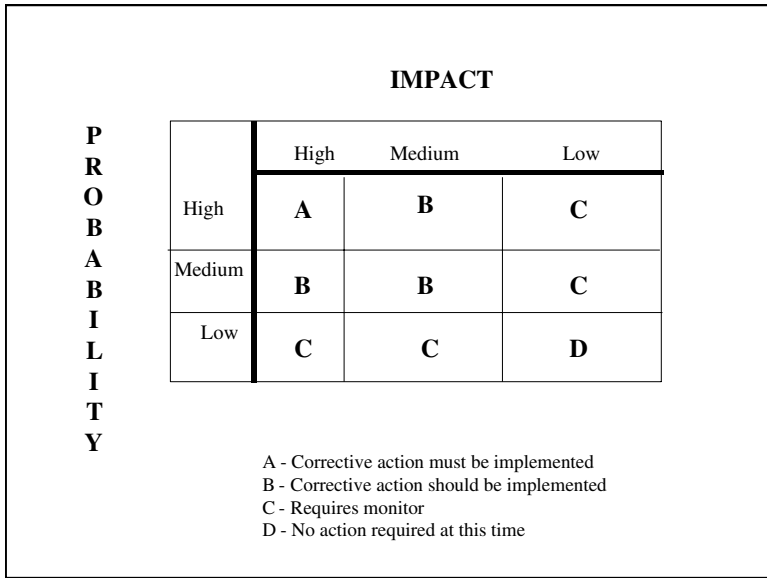 IMPACT
PROBABILITY
High Medium Low
High A B C
Medium B B C
Low C C D
A - Corrective action must be implemented
B - Corrective action should be implemented
C - Requires monitor
D - No action required at this time